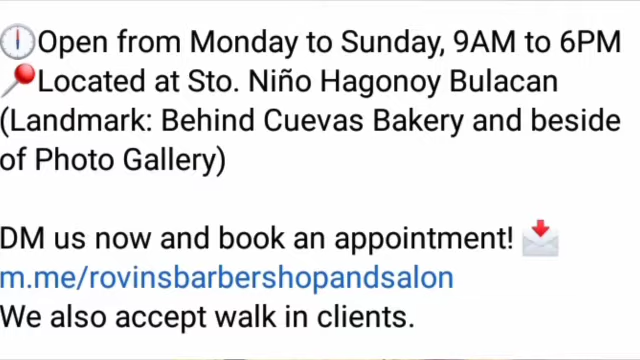 🕛Open from Monday to Sunday, 9AM to 6PM
📍Located at Sto. Niño Hagonoy Bulacan
(Landmark: Behind Cuevas Bakery and beside
of Photo Gallery)
DM us now and book an appointment! 📩
m.me/rovinsbarbershopandsalon
We also accept walk in clients.